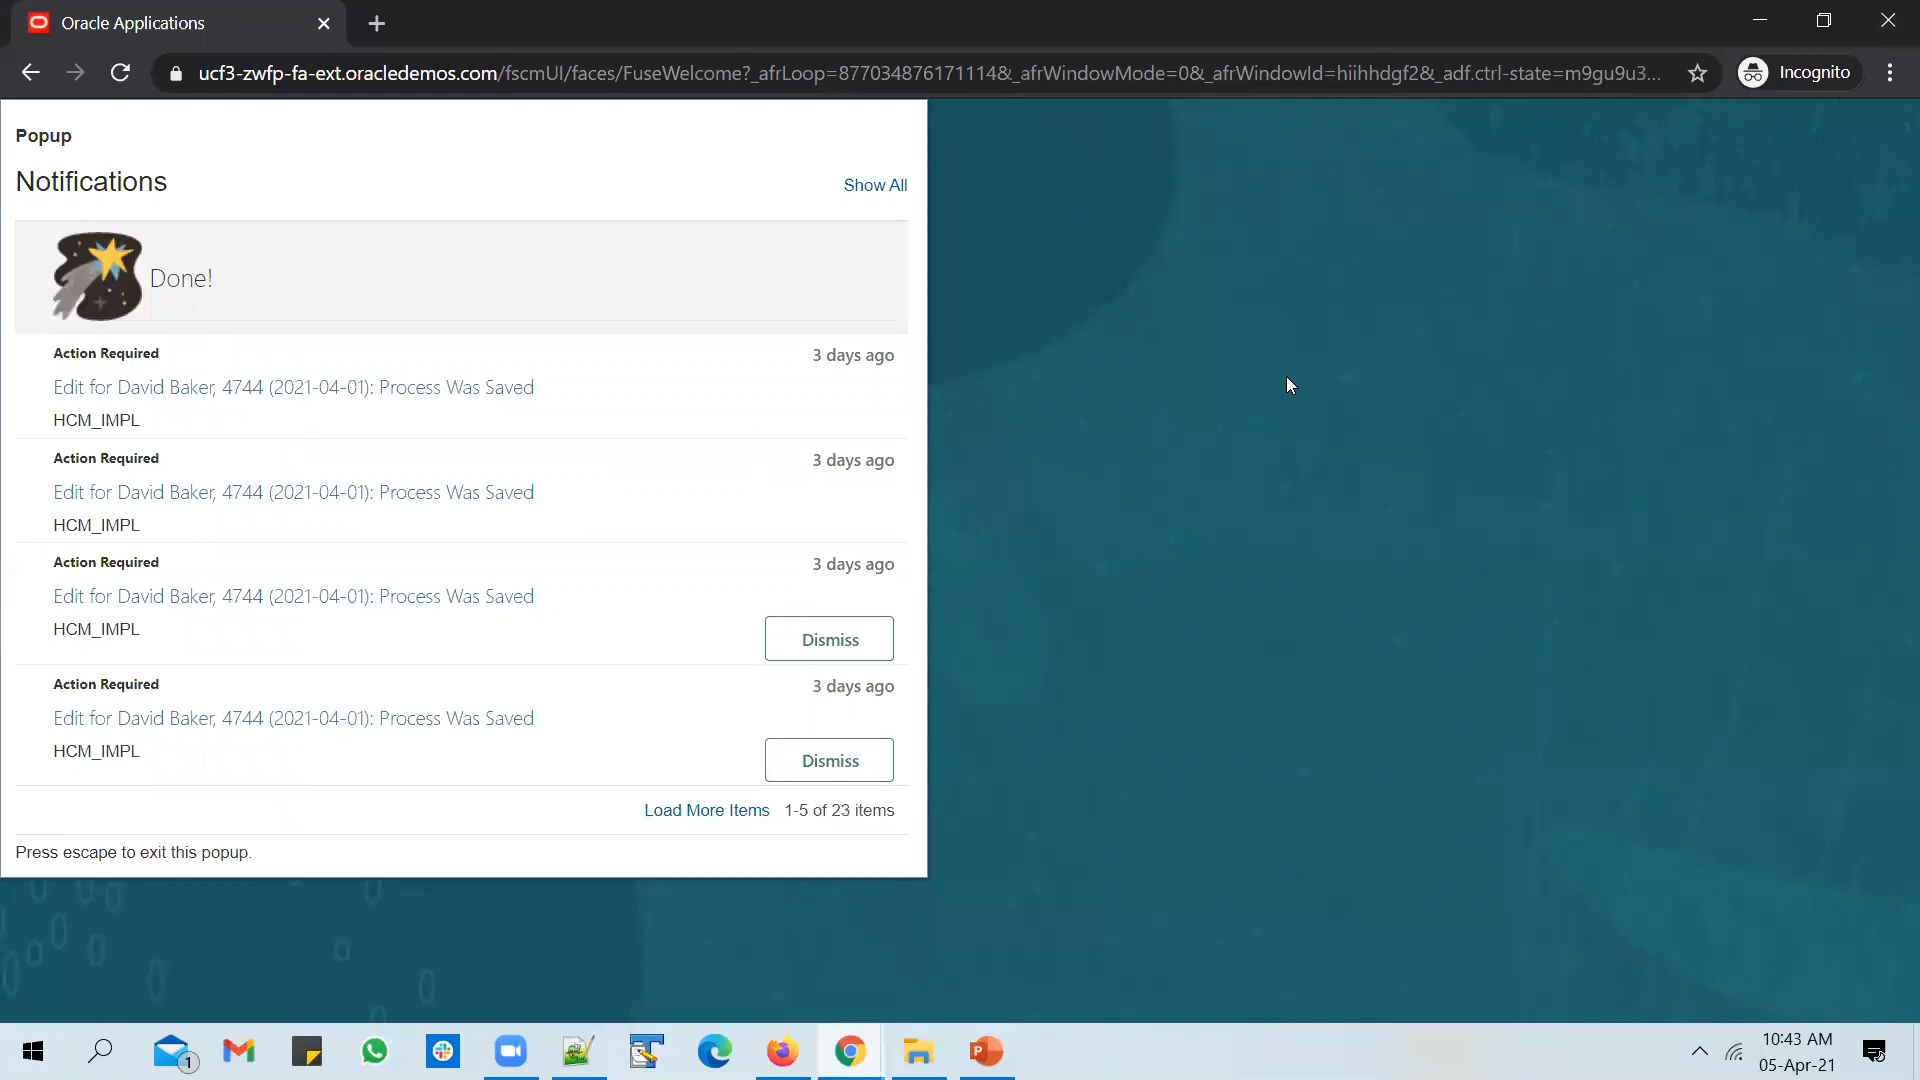 Oracle Applications
ucf3-zwfp-fa-ext.oracledemos.com/fscmUI/faces/FuseWelcome?_afrLoop=877034876171114&_afrWindowMode=0&_afrWindowId=hiihhdgf2&_adf.ctrl-state=m9gu9u3...
Incognito
Popup
Notifications
Show All
Done!
Action Required
3 days ago
Edit for David Baker, 4744 (2021-04-01): Process Was Saved
HCM_IMPL
Action Required
3 days ago
Edit for David Baker, 4744 (2021-04-01): Process Was Saved
HCM_IMPL
Action Required
3 days ago
Edit for David Baker, 4744 (2021-04-01): Process Was Saved
HCM_IMPL
Dismiss
Action Required
3 days ago
Edit for David Baker, 4744 (2021-04-01): Process Was Saved
HCM_IMPL
Dismiss
Load More Items 1-5 of 23 items
Press escape to exit this popup.
1
10:43 AM
05-Apr-21